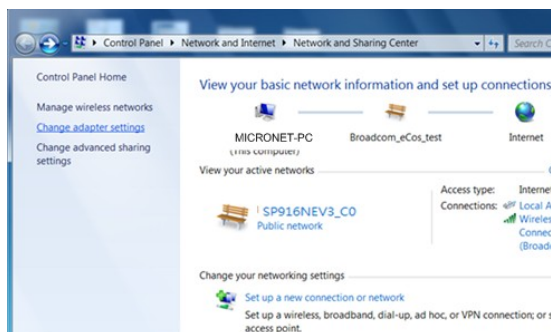 Control Panel ▸ Network and Internet ▸ Network and Sharing Center
Search C
Control Panel Home
Manage wireless networks
Change adapter settings
Change advanced sharing
settings
View your basic network information and set up connections
MICRONET-PC
(This computer)
Broadcom_eCos_test
Internet
View your active networks
SP916NEV3_C0
Public network
Access type: Interne
Connections: Local A
Wireles
Connec
(Broadc
Change your networking settings
Set up a new connection or network
Set up a wireless, broadband, dial-up, ad hoc, or VPN connection; or s
access point.